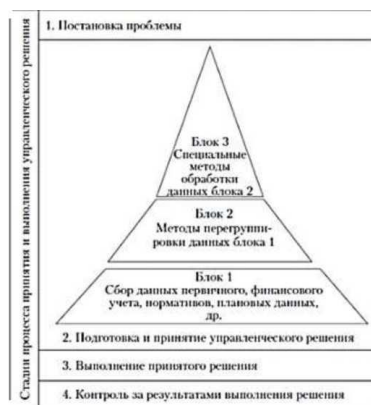 Стадии процесса принятия и выполнения управленческого решения
1. Постановка проблемы
Блок 3
Специальные
методы
обработки
данных блока 2
Блок 2
Методы перегруппи-
ровки данных блока 1
Блок 1
Сбор данных первичного, финансового
учета, нормативов, плановых данных,
др.
2. Подготовка и принятие управленческого решения
3. Выполнение принятого решения
4. Контроль за результатами выполнения решения